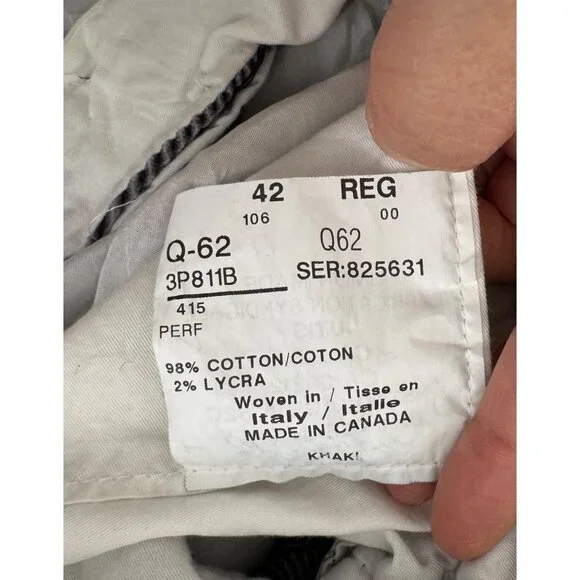 42 REG
106 00
Q-62 Q62
3P811B SER:825631
415
PERF
98% COTTON/COTON
2% LYCRA
Woven in / Tisse en
Italy / Italie
MADE IN CANADA
KHAKI